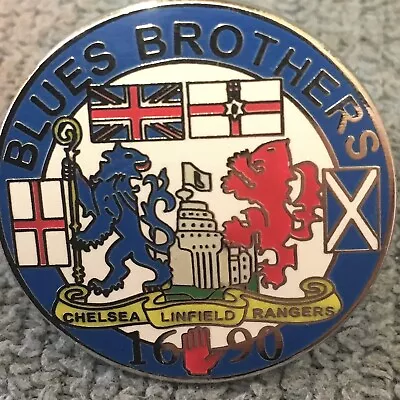 BLUES BROTHERS
CHELSEA LINFIELD RANGERS
16 90